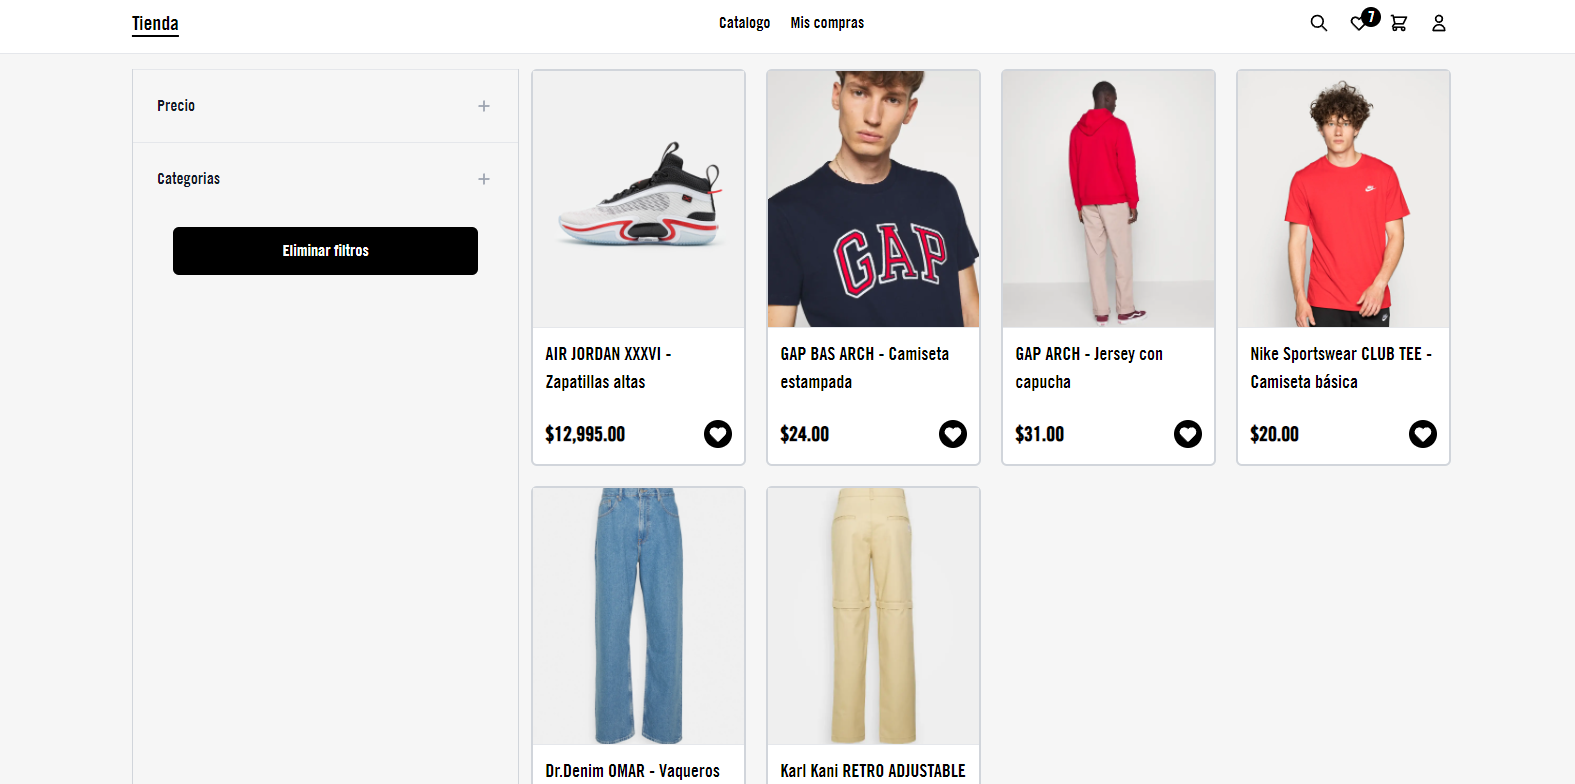 Tienda
Catalogo
Mis compras
7
Precio
Categorias
Eliminar filtros
GAP
AIR JORDAN XXXVI -
Zapatillas altas
$12,995.00
GAP BAS ARCH - Camiseta
estampada
$24.00
GAP ARCH - Jersey con
capucha
$31.00
Nike Sportswear CLUB TEE -
Camiseta básica
$20.00
Dr.Denim OMAR - Vaqueros
Karl Kani RETRO ADJUSTABLE